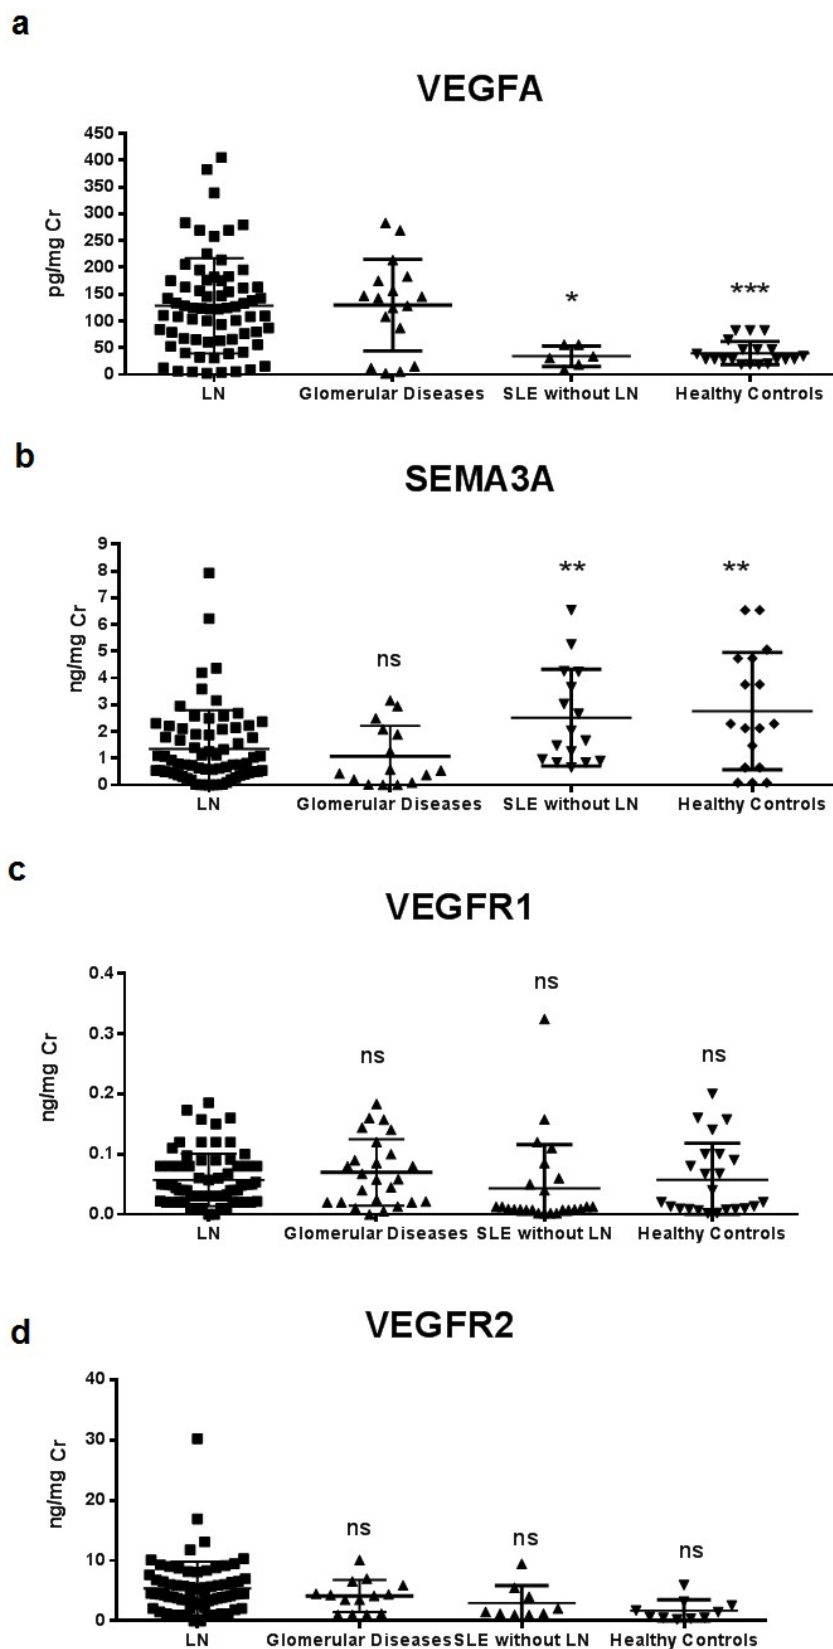 a
VEGFA
450
400
350
300
250
200
150
100
50
0
pg/mg Cr
*
***
LN Glomerular Diseases SLE without LN Healthy Controls
b
SEMA3A
9
8
7
6
5
4
3
2
1
0
ng/mg Cr
ns
**
**
LN Glomerular Diseases SLE without LN Healthy Controls
c
VEGFR1
0.4
0.3
0.2
0.1
0.0
ng/mg Cr
ns
ns
ns
LN Glomerular Diseases SLE without LN Healthy Controls
d
VEGFR2
40
30
20
10
0
ng/mg Cr
ns
ns
ns
LN Glomerular Diseases SLE without LN Healthy Controls